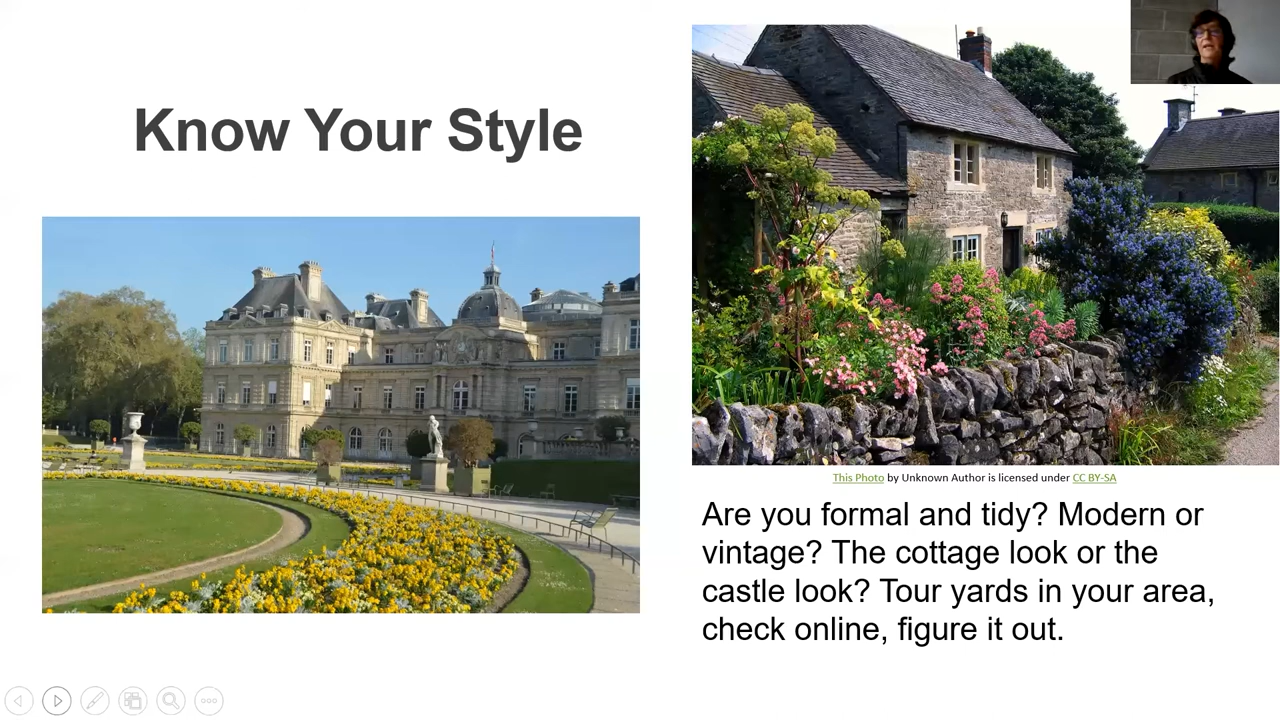 Know Your Style
This Photo by Unknown Author is licensed under CC BY-SA
Are you formal and tidy? Modern or
vintage? The cottage look or the
castle look? Tour yards in your area,
check online, figure it out.